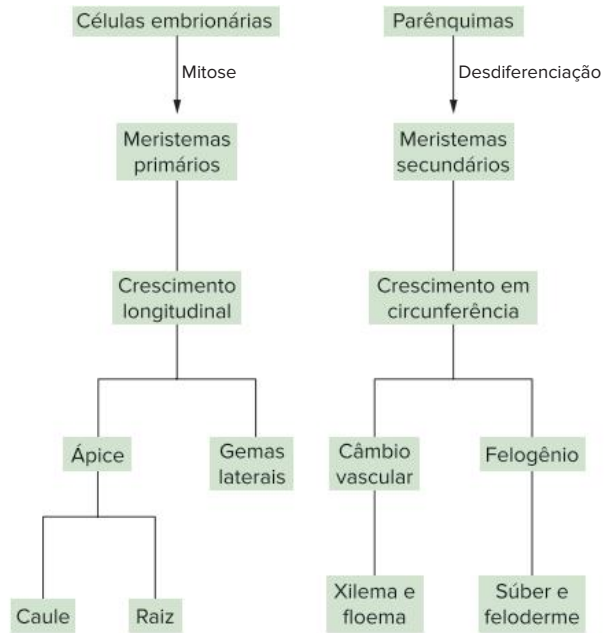 Células embrionárias
Mitose
Meristemas
primários
Crescimento
longitudinal
Ápice
Gemas
laterais
Caule
Raiz
Parênquimas
Desdiferenciação
Meristemas
secundários
Crescimento em
circunferência
Câmbio
vascular
Felogênio
Xilema e
floema
Súber e
feloderme